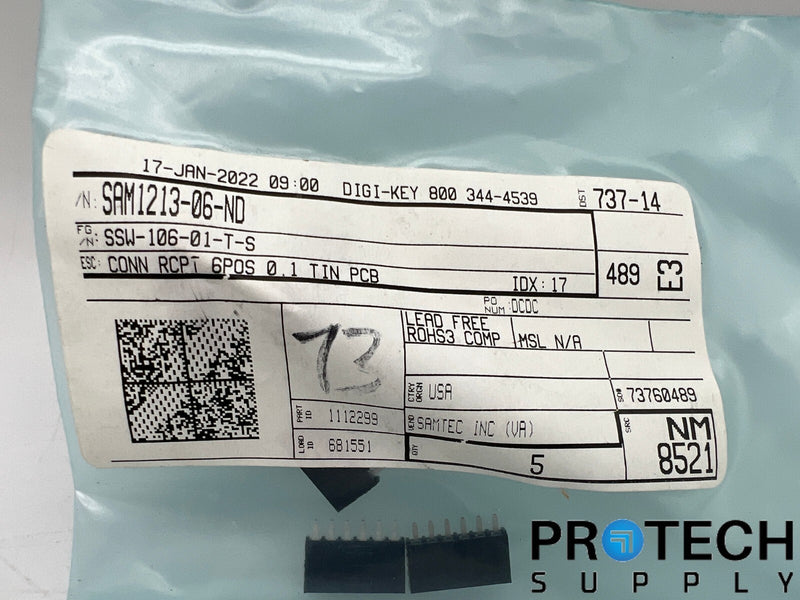 17-JAN-2022 09:00 DIGI-KEY 800 344-4539 DST 737-14
/N: SAM1213-06-ND
FG. /N: SSW-106-01-T-S
ESC: CONN RCPT 6POS 0.1 TIN PCB
IDX: 17
489 E3
PO NUM :DCDC
LEAD FREE
ROHS3 COMP
MSL N/A
73
CTRY ORGN USA
SO# 73760489
PART ID 1112299
VEND SAMTEC INC (VA)
LOAD ID 681551
QTY 5
SRC NM
8521
PROTECH
SUPPLY